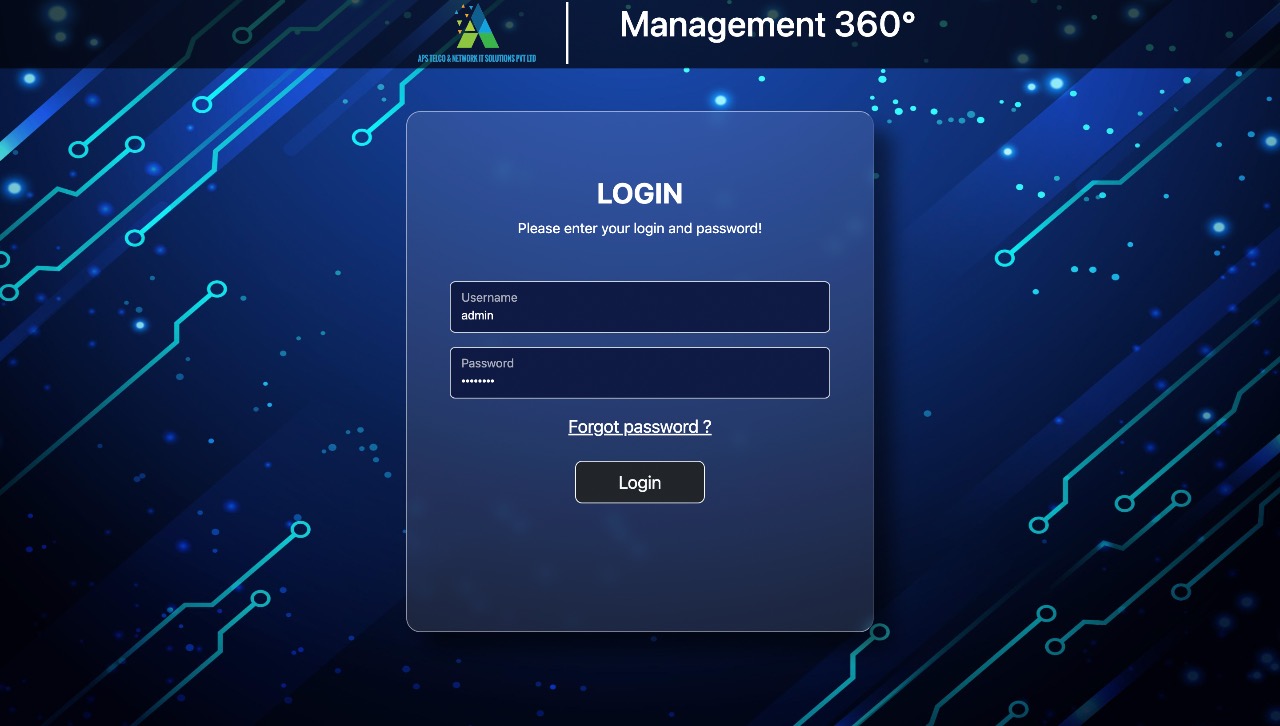 Management 360°
APS TELCO & NETWORK IT SOLUTIONS PVT LTD
LOGIN
Please enter your login and password!
Username
admin
Password
••••••••
Forgot password ?
Login